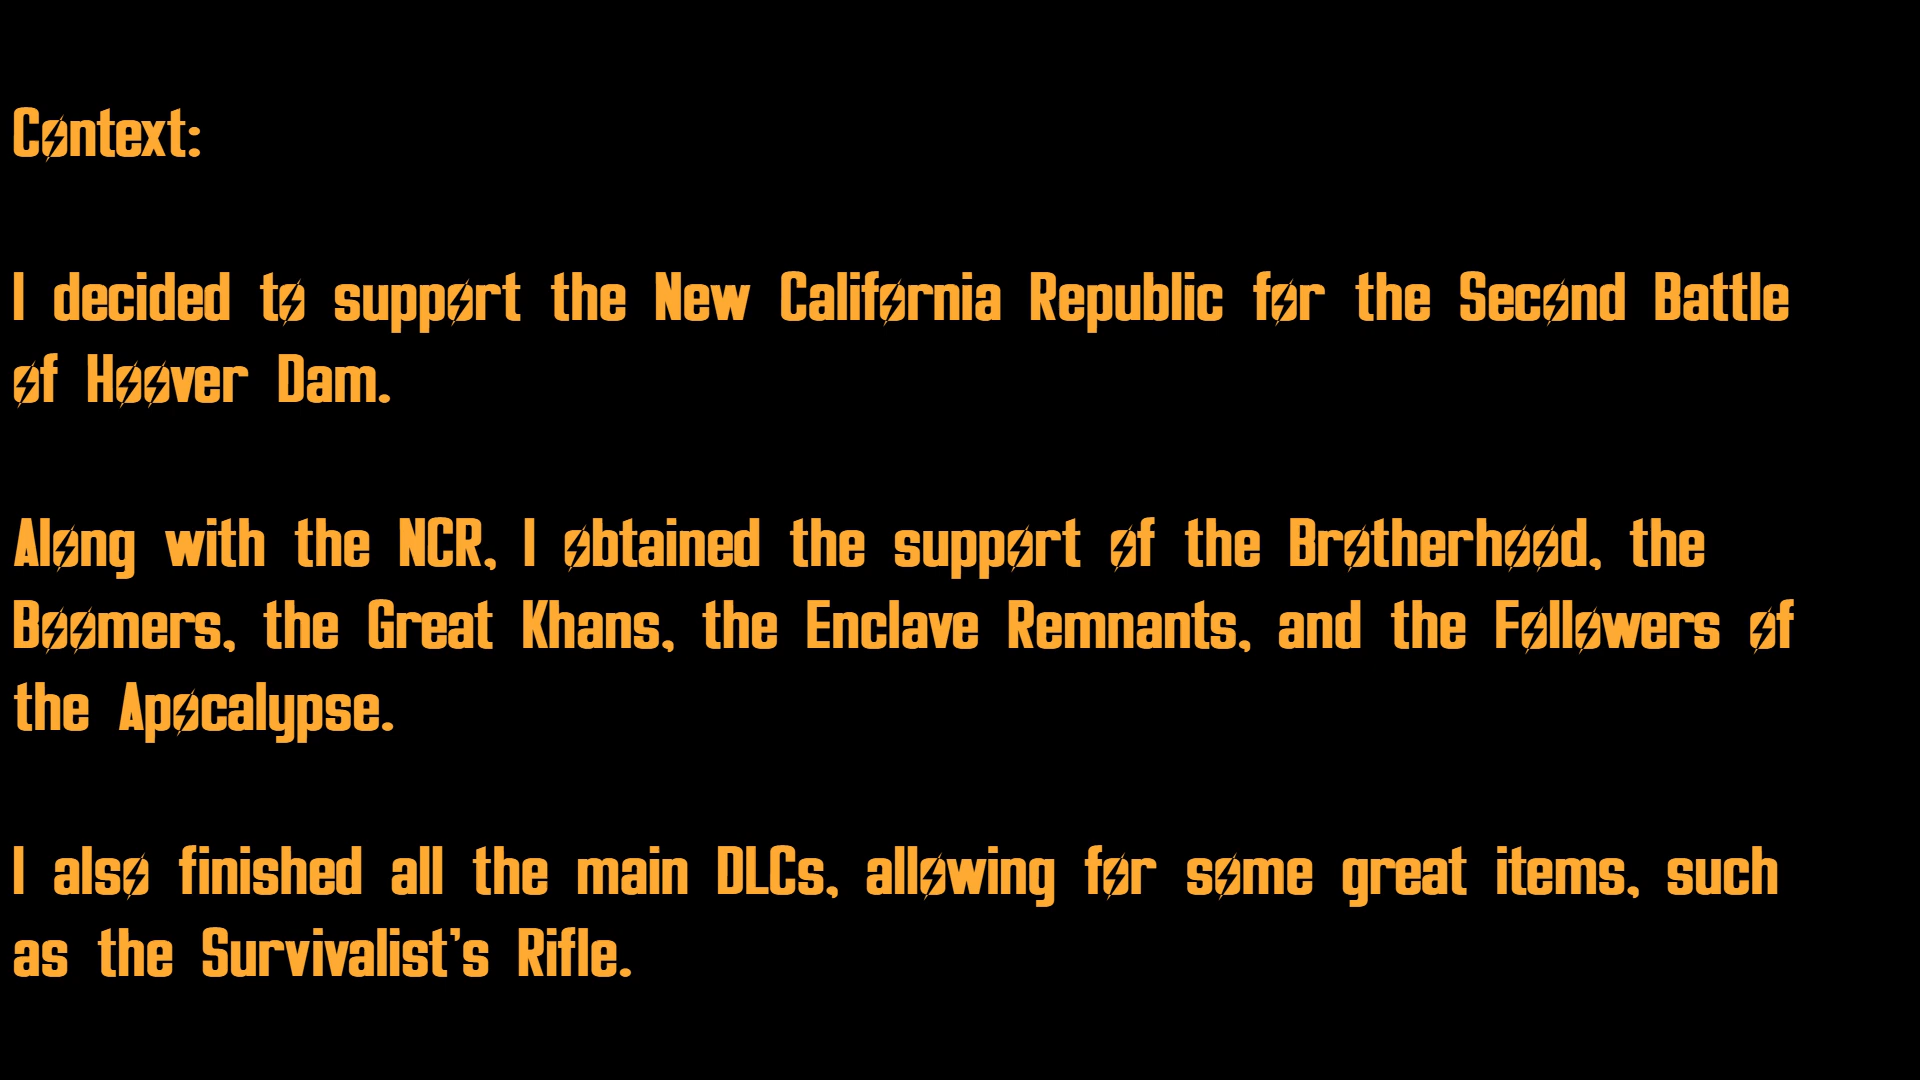 Context:
I decided to support the New California Republic for the Second Battle
of Hoover Dam.
Along with the NCR, I obtained the support of the Brotherhood, the
Boomers, the Great Khans, the Enclave Remnants, and the Followers of
the Apocalypse.
I also finished all the main DLCs, allowing for some great items, such
as the Survivalist's Rifle.